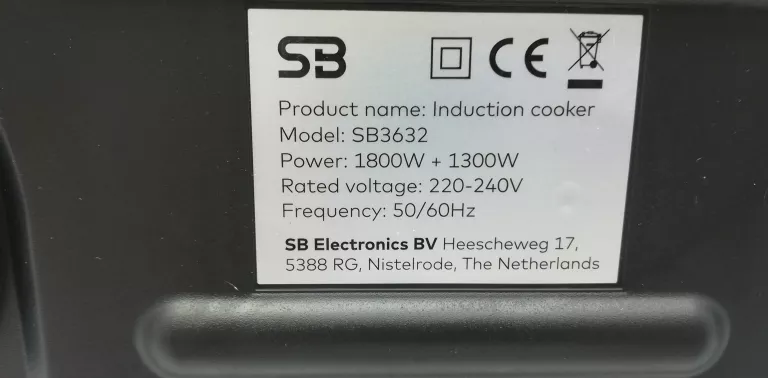 SB CE
Product name: Induction cooker
Model: SB3632
Power: 1800W + 1300W
Rated voltage: 220-240V
Frequency: 50/60Hz
SB Electronics BV Heescheweg 17,
5388 RG, Nistelrode, The Netherlands